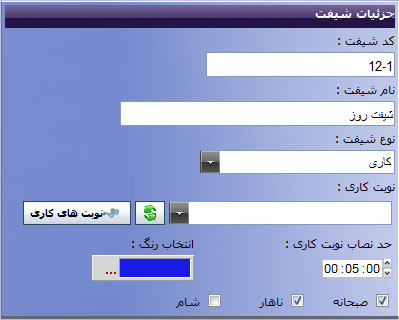 جزئیات شیفت
کد شیفت :
12-1
نام شیفت :
شیفت روز
نوع شیفت :
کاری
نوبت کاری :
نوبت های کاری
حد نصاب نوبت کاری : انتخاب رنگ :
00:05:00 ...
صبحانه ناهار شام